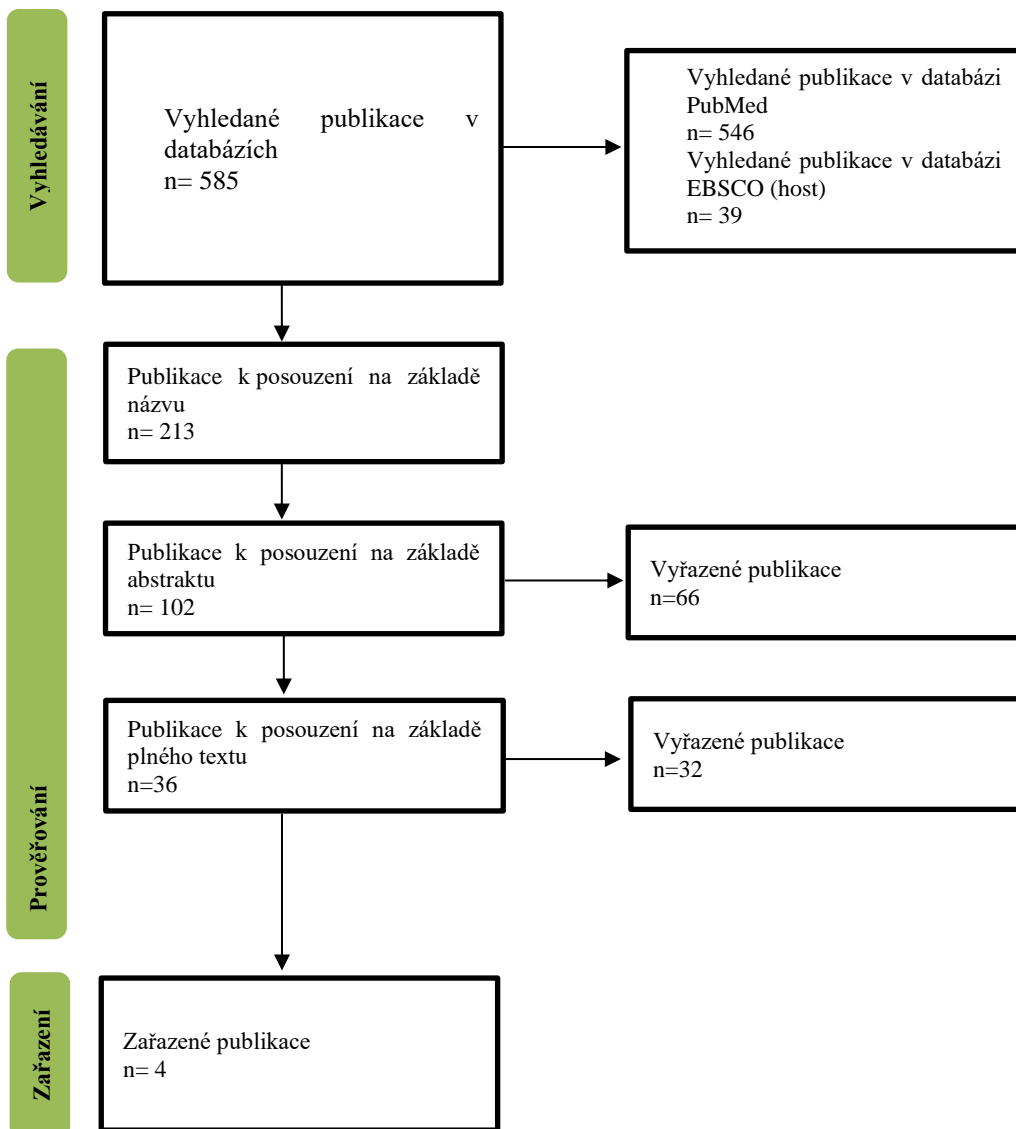 Vyhledávání
Vyhledané publikace v
databázích
n= 585
Vyhledané publikace v databázi
PubMed
n= 546
Vyhledané publikace v databázi
EBSCO (host)
n= 39
Prověřování
Publikace k posouzení na základě
názvu
n= 213
Publikace k posouzení na základě
abstraktu
n= 102
Vyřazené publikace
n=66
Publikace k posouzení na základě
plného textu
n=36
Vyřazené publikace
n=32
Zařazení
Zařazené publikace
n= 4